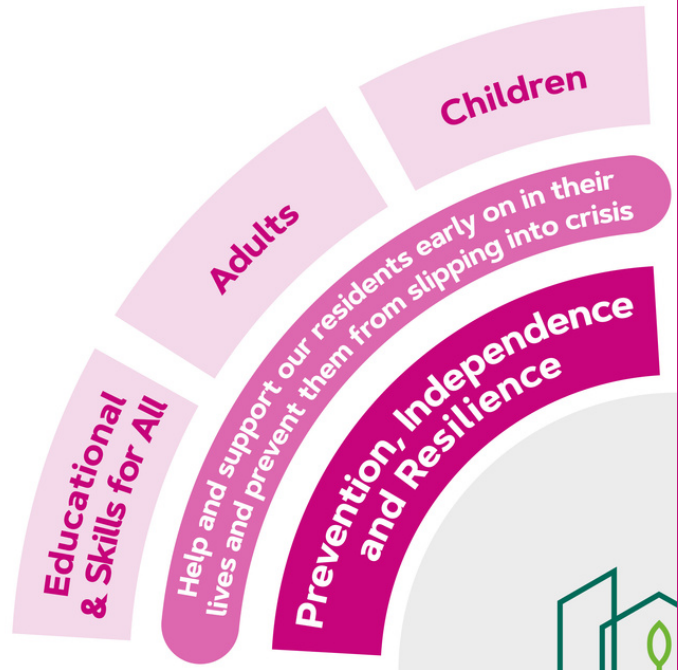 Children
Adults
Educational
& Skills for All
Help and support our residents early on in their
lives and prevent them from slipping into crisis
Prevention, Independence
and Resilience